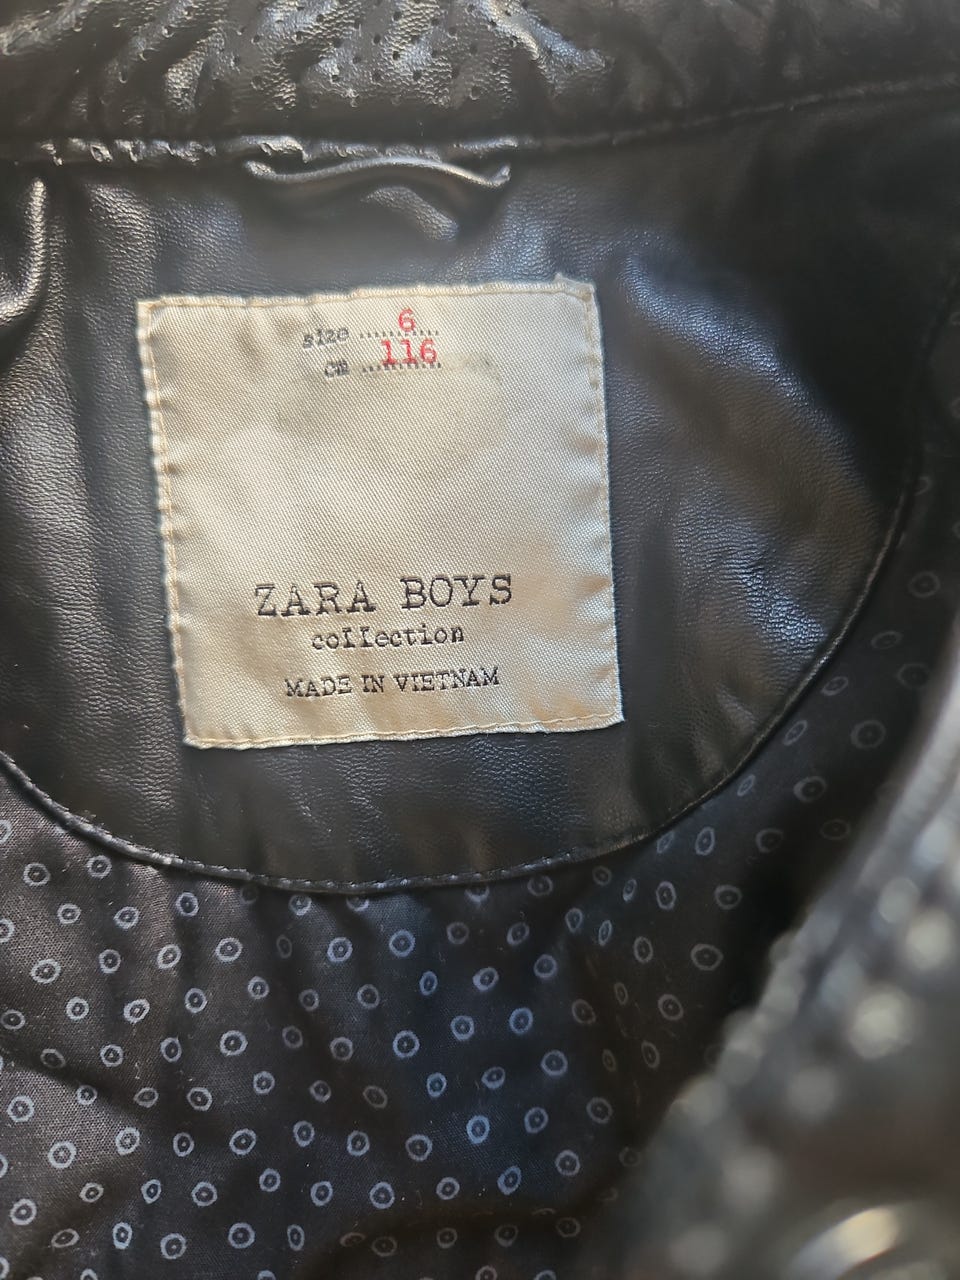 size ........ 6
cm ........ 116
ZARA BOYS
collection
MADE IN VIETNAM